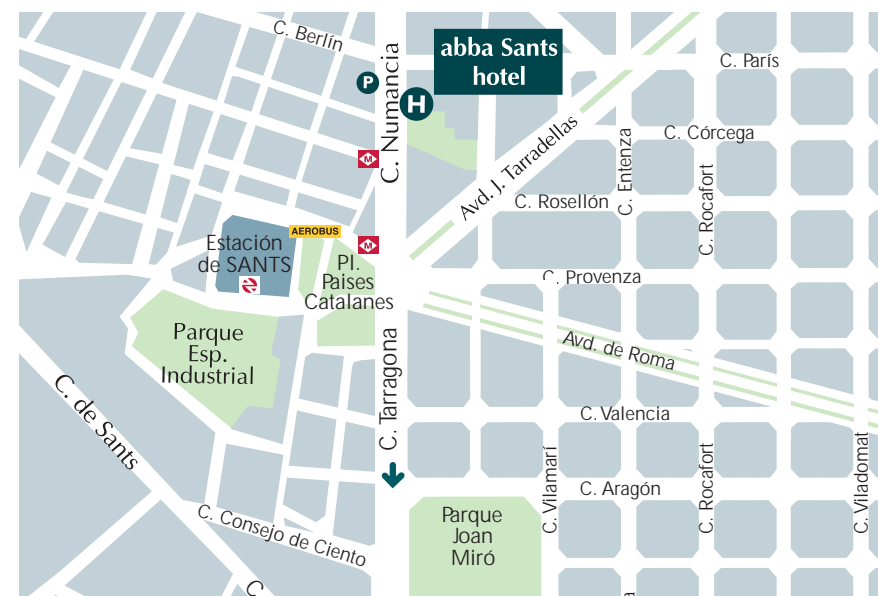 C. Berlín
abba Sants
hotel
P
H
C. Numancia
C. París
C. Córcega
M
Avd. J. Tarradellas
C. Entenza
C. Rocafort
C. Rosellón
AEROBUS
M
Estación
de SANTS
Pl.
Paises
Catalanes
C. Provenza
Parque
Esp.
Industrial
C. Tarragona
Avd. de Roma
C. de Sants
C. Valencia
C. Vilamarí
C. Rocafort
C. Viladomat
C. Aragón
C. Consejo de Ciento
Parque
Joan
Miró
C.
a